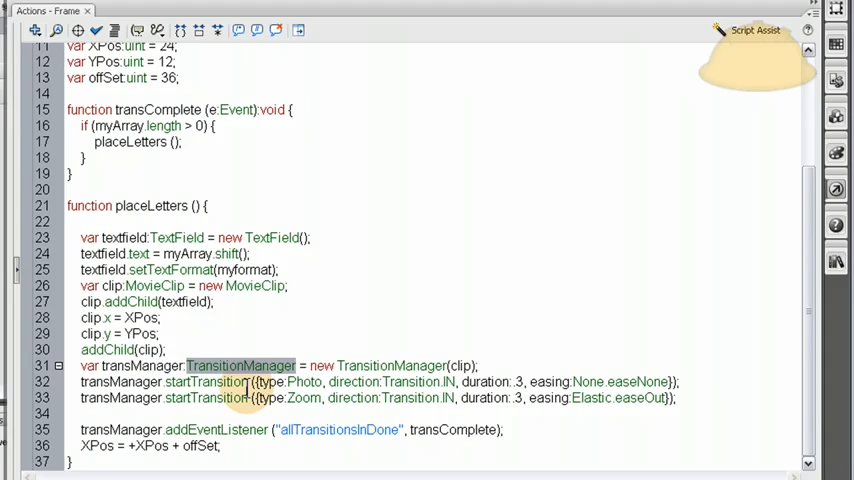 Actions - Frame ×
Script Assist
11 var XPos:uint = 24;
12 var YPos:uint = 12;
13 var offSet:uint = 36;
14
15 function transComplete (e:Event):void {
16 if (myArray.length > 0) {
17 placeLetters ();
18 }
19 }
20
21 function placeLetters () {
22
23 var textfield:TextField = new TextField();
24 textfield.text = myArray.shift();
25 textfield.setTextFormat(myformat);
26 var clip:MovieClip = new MovieClip;
27 clip.addChild(textfield);
28 clip.x = XPos;
29 clip.y = YPos;
30 addChild(clip);
31 var transManager:TransitionManager = new TransitionManager(clip);
32 transManager.startTransition ({type:Photo, direction:Transition.IN, duration:.3, easing:None.easeNone});
33 transManager.startTransition ({type:Zoom, direction:Transition.IN, duration:.3, easing:Elastic.easeOut});
34
35 transManager.addEventListener ("allTransitionsInDone", transComplete);
36 XPos = +XPos + offSet;
37 }